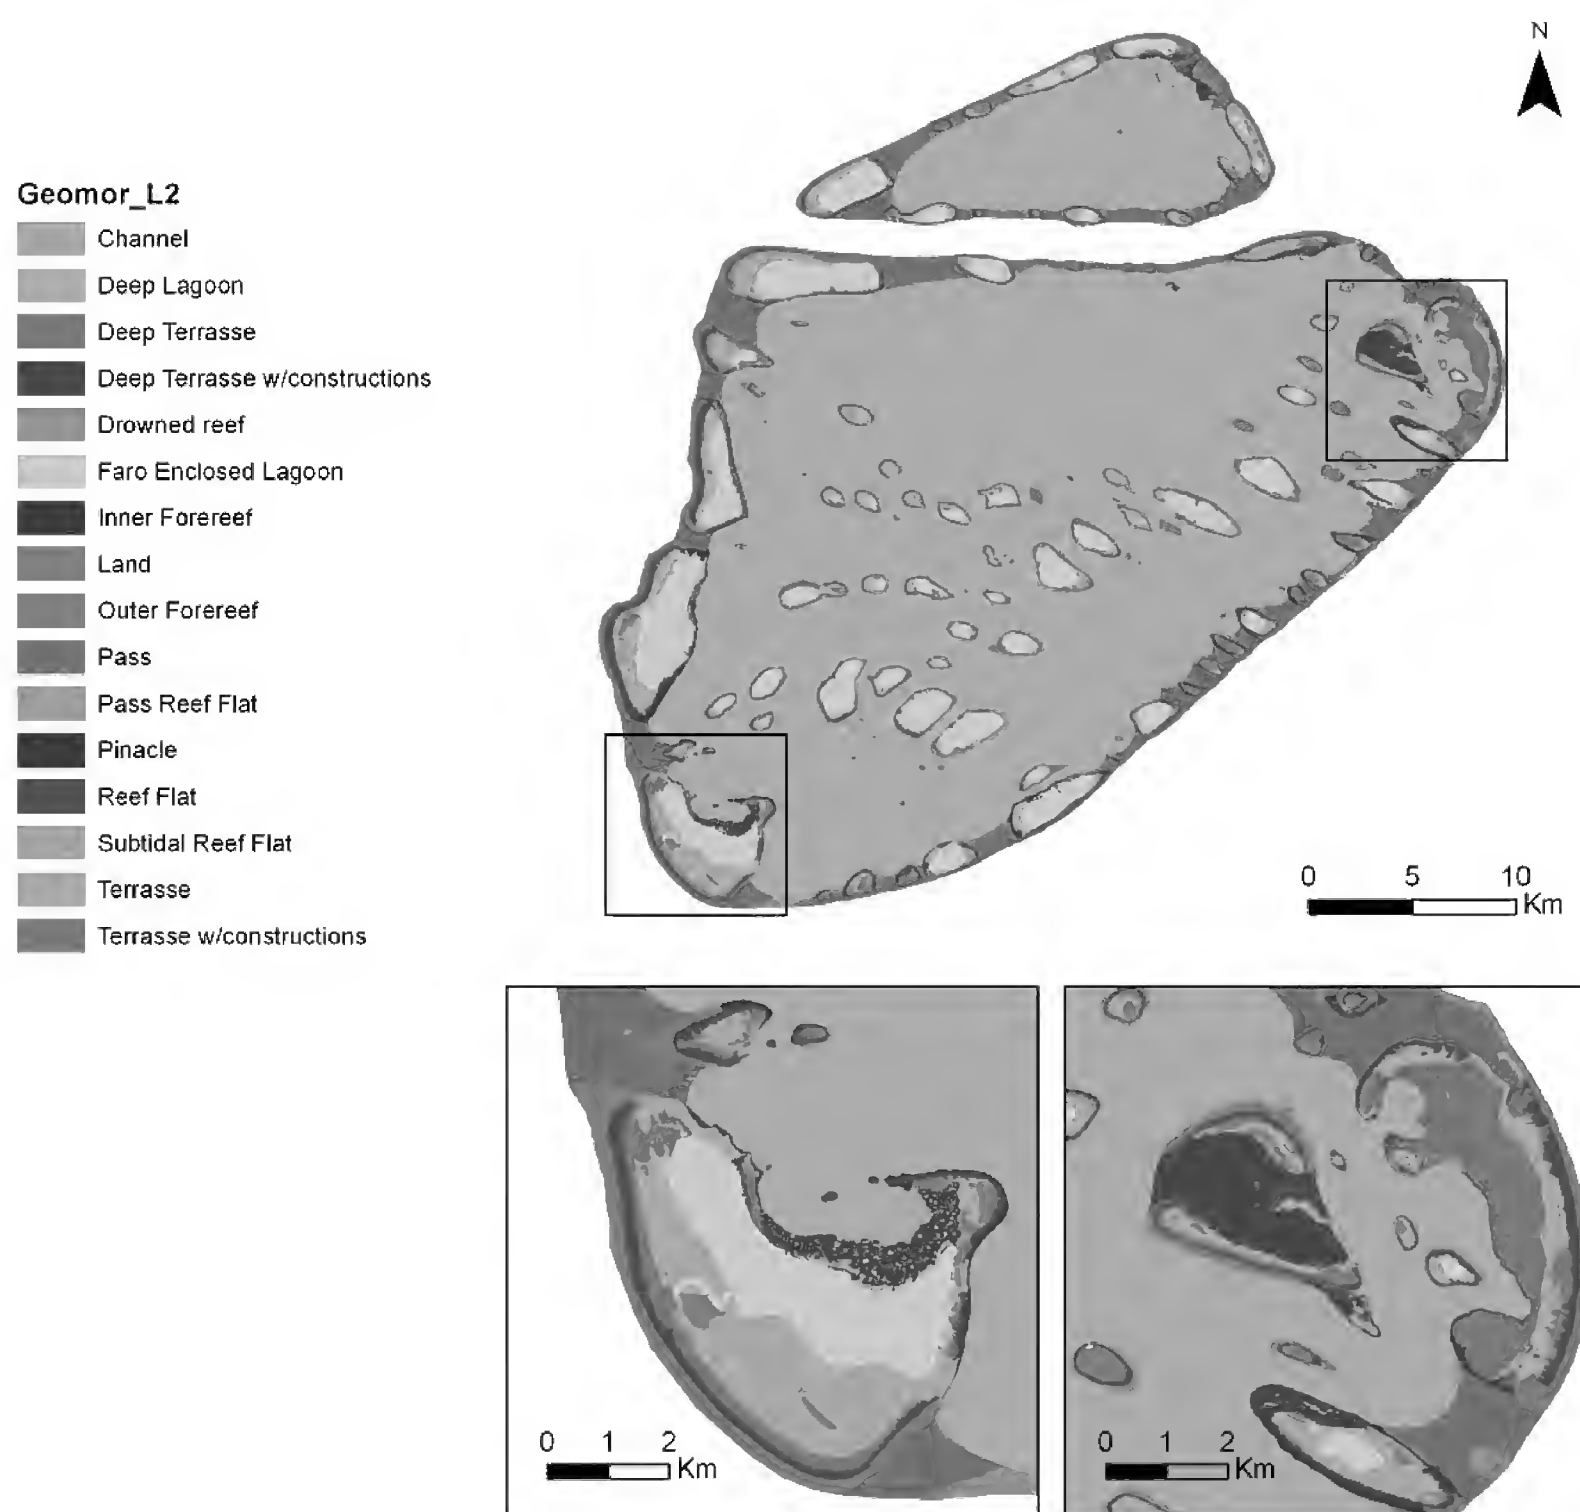 N
Geomor_L2
Channel
Deep Lagoon
Deep Terrasse
Deep Terrasse w/constructions
Drowned reef
Faro Enclosed Lagoon
Inner Forereef
Land
Outer Forereef
Pass
Pass Reef Flat
Pinacle
Reef Flat
Subtidal Reef Flat
Terrasse
Terrasse w/constructions
0 5 10
Km
0 1 2
Km
0 1 2
Km